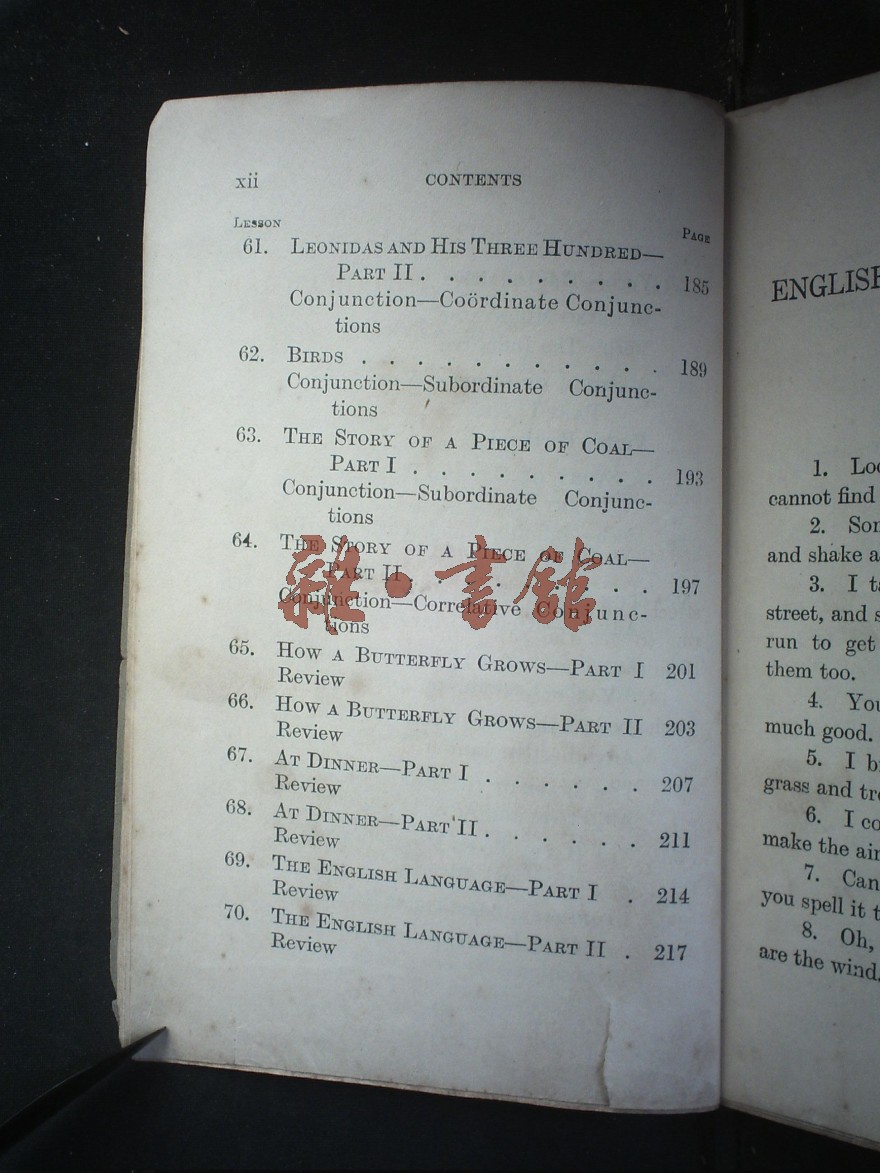 xii CONTENTS
LESSON PAGE
61. LEONIDAS AND HIS THREE HUNDRED—
PART II . . . . . . . . . 185
Conjunction—Coördinate Conjunc-
tions
62. BIRDS . . . . . . . . . . . 189
Conjunction—Subordinate Conjunc-
tions
63. THE STORY OF A PIECE OF COAL—
PART I . . . . . . . . . 193
Conjunction—Subordinate Conjunc-
tions
64. THE STORY OF A PIECE OF COAL—
PART II . . . . . . . . . 197
Conjunction—Correlative Conjunc-
tions
65. HOW A BUTTERFLY GROWS—PART I 201
Review
66. HOW A BUTTERFLY GROWS—PART II 203
Review
67. AT DINNER—PART I . . . . . . 207
Review
68. AT DINNER—PART II . . . . . . 211
Review
69. THE ENGLISH LANGUAGE—PART I . 214
Review
70. THE ENGLISH LANGUAGE—PART II . 217
Review
雜·書館
ENGLISH
1.
cannot find
2.
and shake a
3. I
street, and
run to get
them too.
4.
much good.
5. I
grass and
6. I
make the air
7. Can
you spell it
8. Oh,
are the wind.